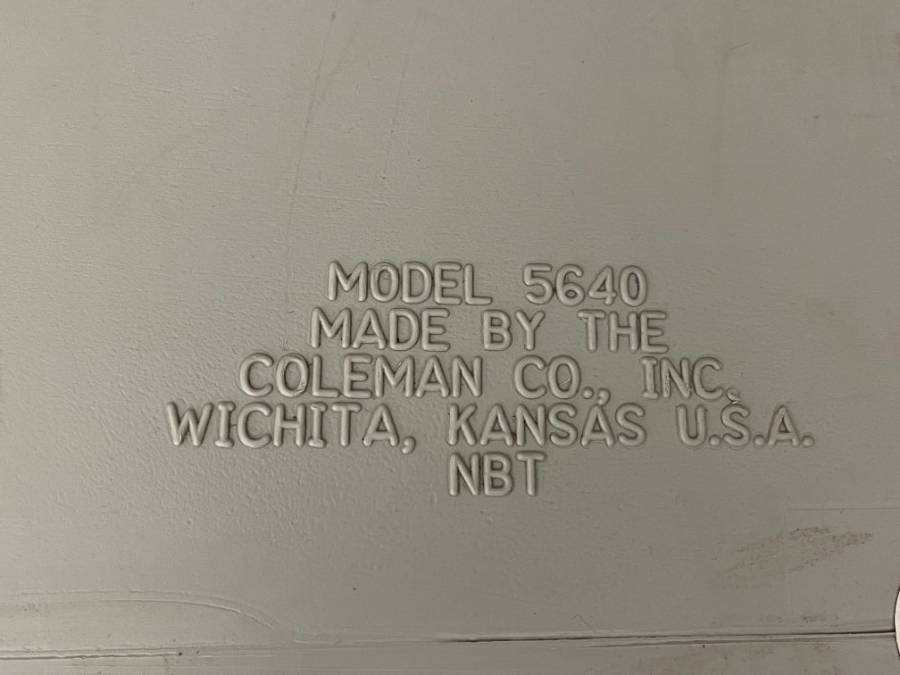 MODEL 5640
MADE BY THE
COLEMAN CO., INC.
WICHITA, KANSAS U.S.A.
NBT